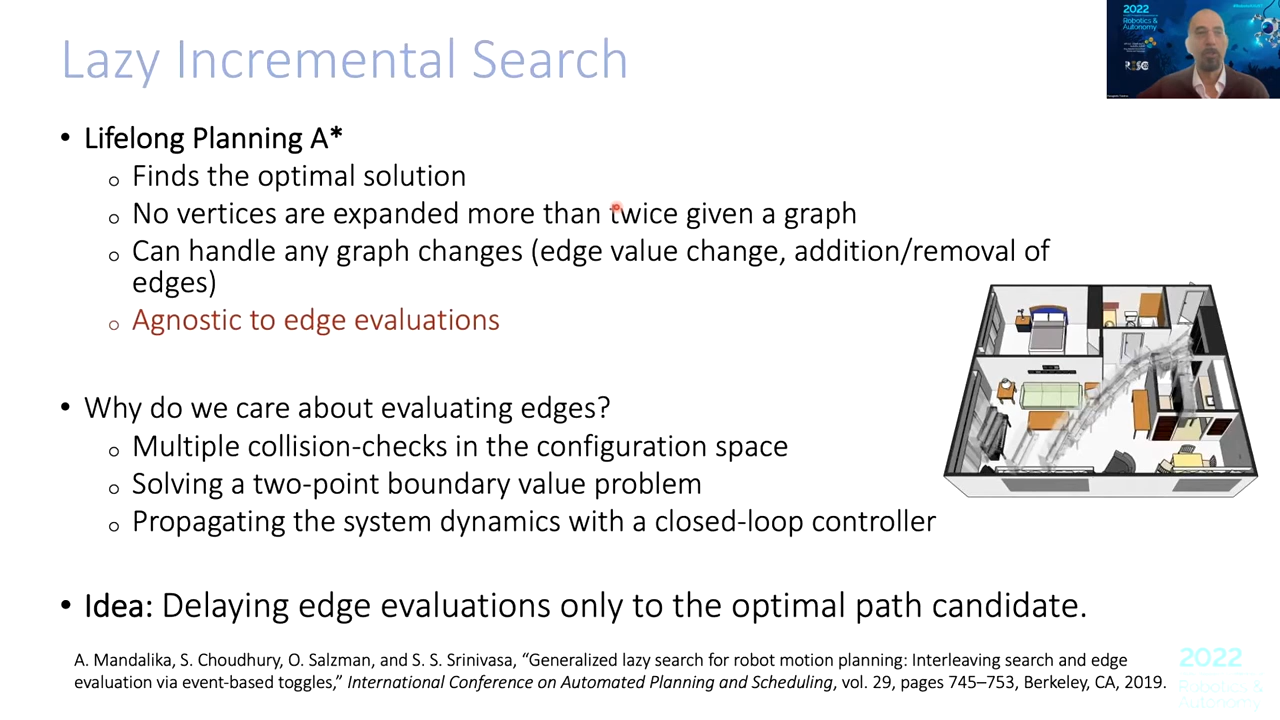 Lazy Incremental Search
2022
Robotics &
Autonomy
• Lifelong Planning A*
o Finds the optimal solution
o No vertices are expanded more than twice given a graph
o Can handle any graph changes (edge value change, addition/removal of
edges)
o Agnostic to edge evaluations
• Why do we care about evaluating edges?
o Multiple collision-checks in the configuration space
o Solving a two-point boundary value problem
o Propagating the system dynamics with a closed-loop controller
• Idea: Delaying edge evaluations only to the optimal path candidate.
A. Mandalika, S. Choudhury, O. Salzman, and S. S. Srinivasa, “Generalized lazy search for robot motion planning: Interleaving search and edge
evaluation via event-based toggles,” International Conference on Automated Planning and Scheduling, vol. 29, pages 745–753, Berkeley, CA, 2019.
2022
Robotics &
Autonomy